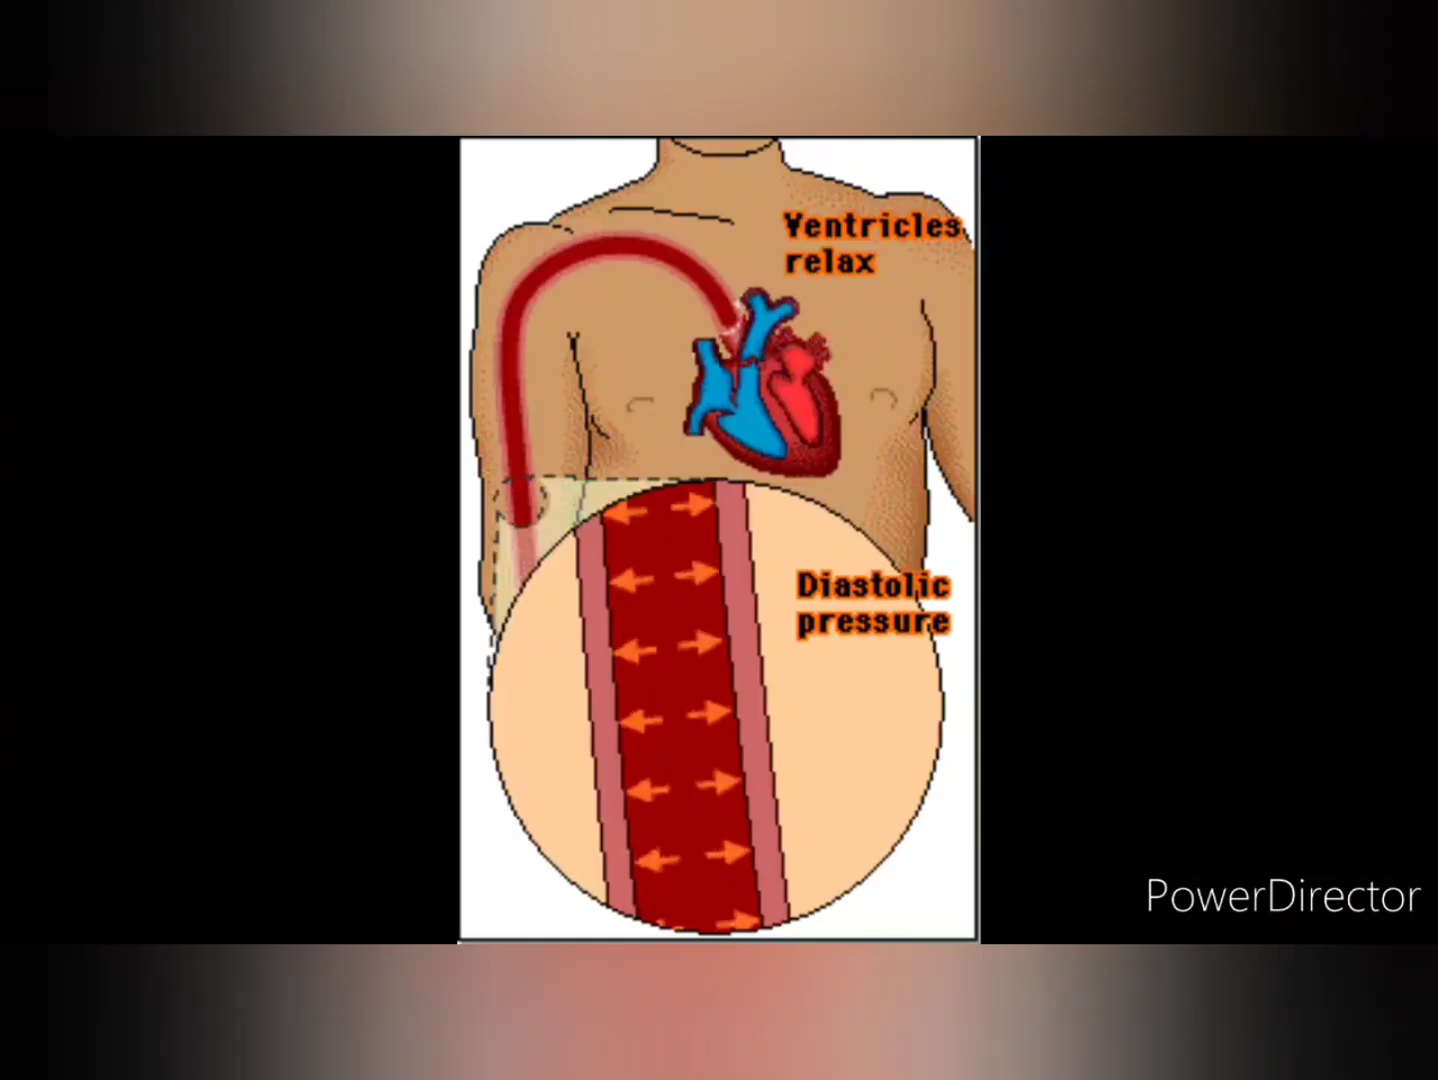 Ventricles
relax
Diastolic
pressure
PowerDirector